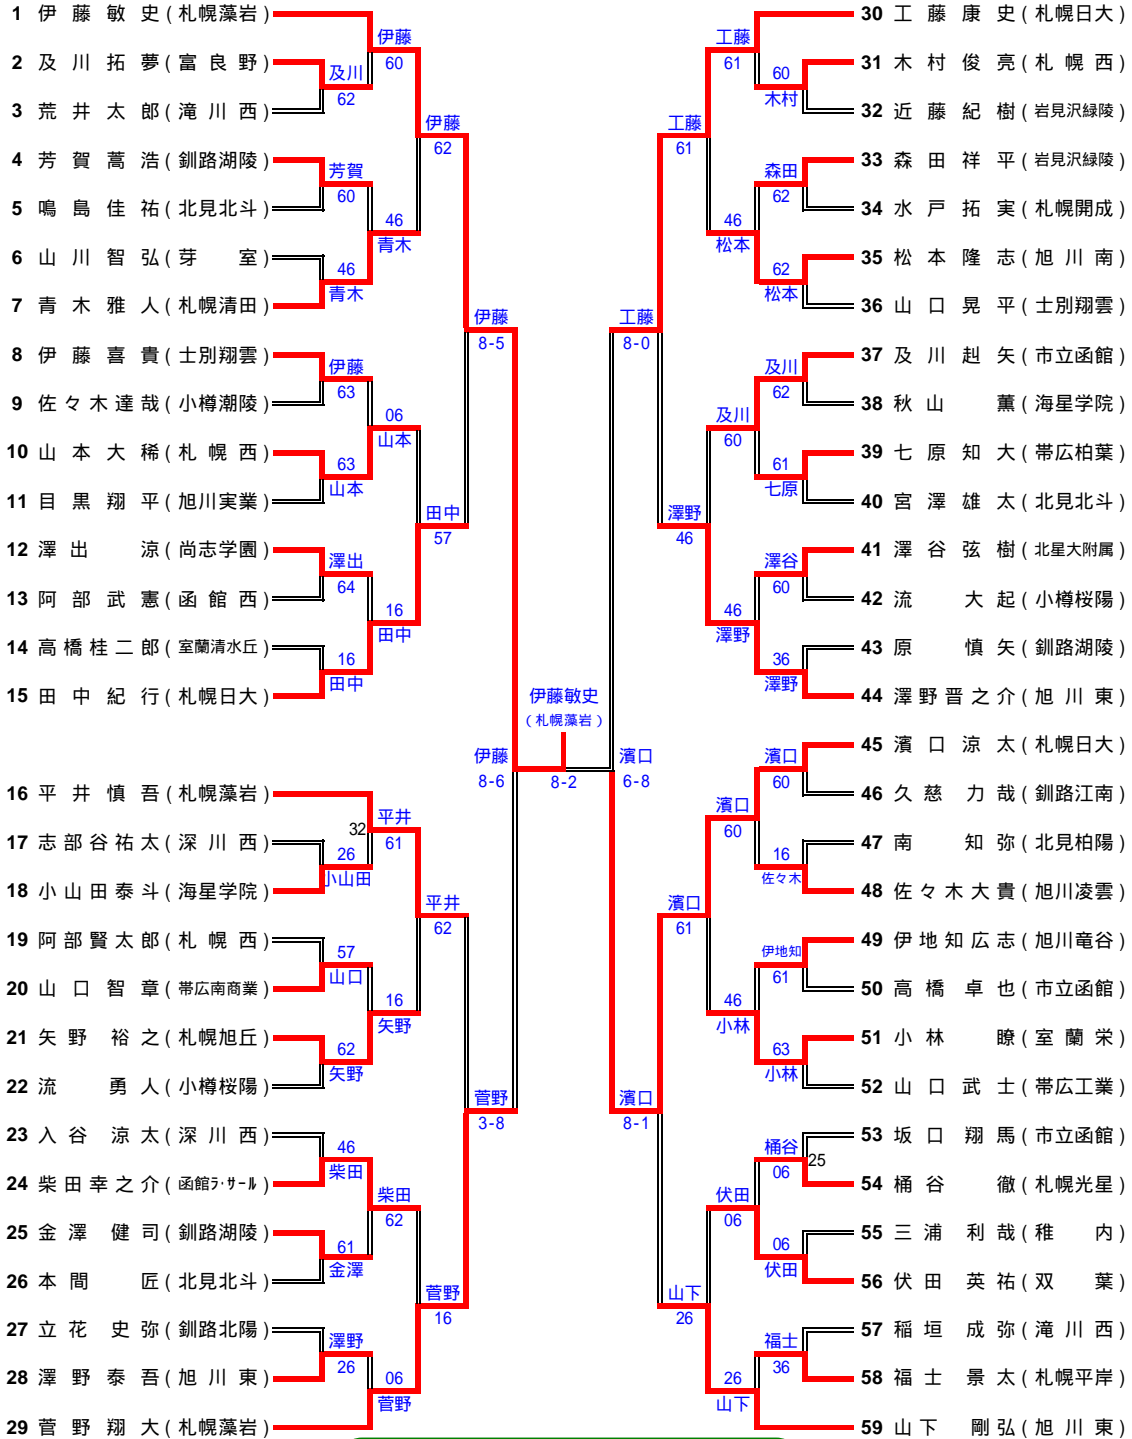 1 伊藤敏史(札幌藻岩)
2 及川拓夢(富良野)
3 荒井太郎(滝川西)
4 芳賀蒿浩(釧路湖陵)
5 鳴島佳祐(北見北斗)
6 山川智弘(芽室)
7 青木雅人(札幌清田)
8 伊藤喜貴(士別翔雲)
9 佐々木達哉(小樽潮陵)
10 山本大稀(札幌西)
11 目黒翔平(旭川実業)
12 澤出涼(尚志学園)
13 阿部武憲(函館西)
14 高橋桂二郎(室蘭清水丘)
15 田中紀行(札幌日大)
16 平井慎吾(札幌藻岩)
17 志部谷祐太(深川西)
18 小山田泰斗(海星学院)
19 阿部賢太郎(札幌西)
20 山口智章(帯広南商業)
21 矢野裕之(札幌旭丘)
22 流勇人(小樽桜陽)
23 入谷涼太(深川西)
24 柴田幸之介(函館ラ・サール)
25 金澤健司(釧路湖陵)
26 本間匠(北見北斗)
27 立花史弥(釧路北陽)
28 澤野泰吾(旭川東)
29 菅野翔大(札幌藻岩)
及川
62
芳賀
60
46
青木
伊藤
63
63
山本
澤出
64
16
田中
26
小山田
57
山口
62
矢野
46
柴田
61
金澤
澤野
26
伊藤
60
46
青木
06
山本
16
田中
32
平井
61
16
矢野
柴田
62
06
菅野
伊藤
62
田中
57
平井
62
菅野
16
伊藤
8-5
菅野
3-8
伊藤
8-6
伊藤敏史
(札幌藻岩)
8-2
濱口
6-8
工藤
8-0
濱口
8-1
工藤
61
澤野
46
濱口
61
山下
26
工藤
61
46
松本
及川
60
46
澤野
濱口
60
46
小林
伏田
06
26
山下
60
木村
森田
62
62
松本
及川
62
61
七原
澤谷
60
36
澤野
濱口
60
16
佐々木
伊地知
61
63
小林
桶谷
06
25
06
伏田
福士
36
30 工藤康史(札幌日大)
31 木村俊亮(札幌西)
32 近藤紀樹(岩見沢緑陵)
33 森田祥平(岩見沢緑陵)
34 水戸拓実(札幌開成)
35 松本隆志(旭川南)
36 山口晃平(士別翔雲)
37 及川赳矢(市立函館)
38 秋山薫(海星学院)
39 七原知大(帯広柏葉)
40 宮澤雄太(北見北斗)
41 澤谷弦樹(北星大附属)
42 流大起(小樽桜陽)
43 原慎矢(釧路湖陵)
44 澤野晋之介(旭川東)
45 濱口涼太(札幌日大)
46 久慈力哉(釧路江南)
47 南知弥(北見柏陽)
48 佐々木大貴(旭川凌雲)
49 伊地知広志(旭川竜谷)
50 高橋卓也(市立函館)
51 小林瞭(室蘭栄)
52 山口武士(帯広工業)
53 坂口翔馬(市立函館)
54 桶谷徹(札幌光星)
55 三浦利哉(稚内)
56 伏田英祐(双葉)
57 稲垣成弥(滝川西)
58 福士景太(札幌平岸)
59 山下剛弘(旭川東)